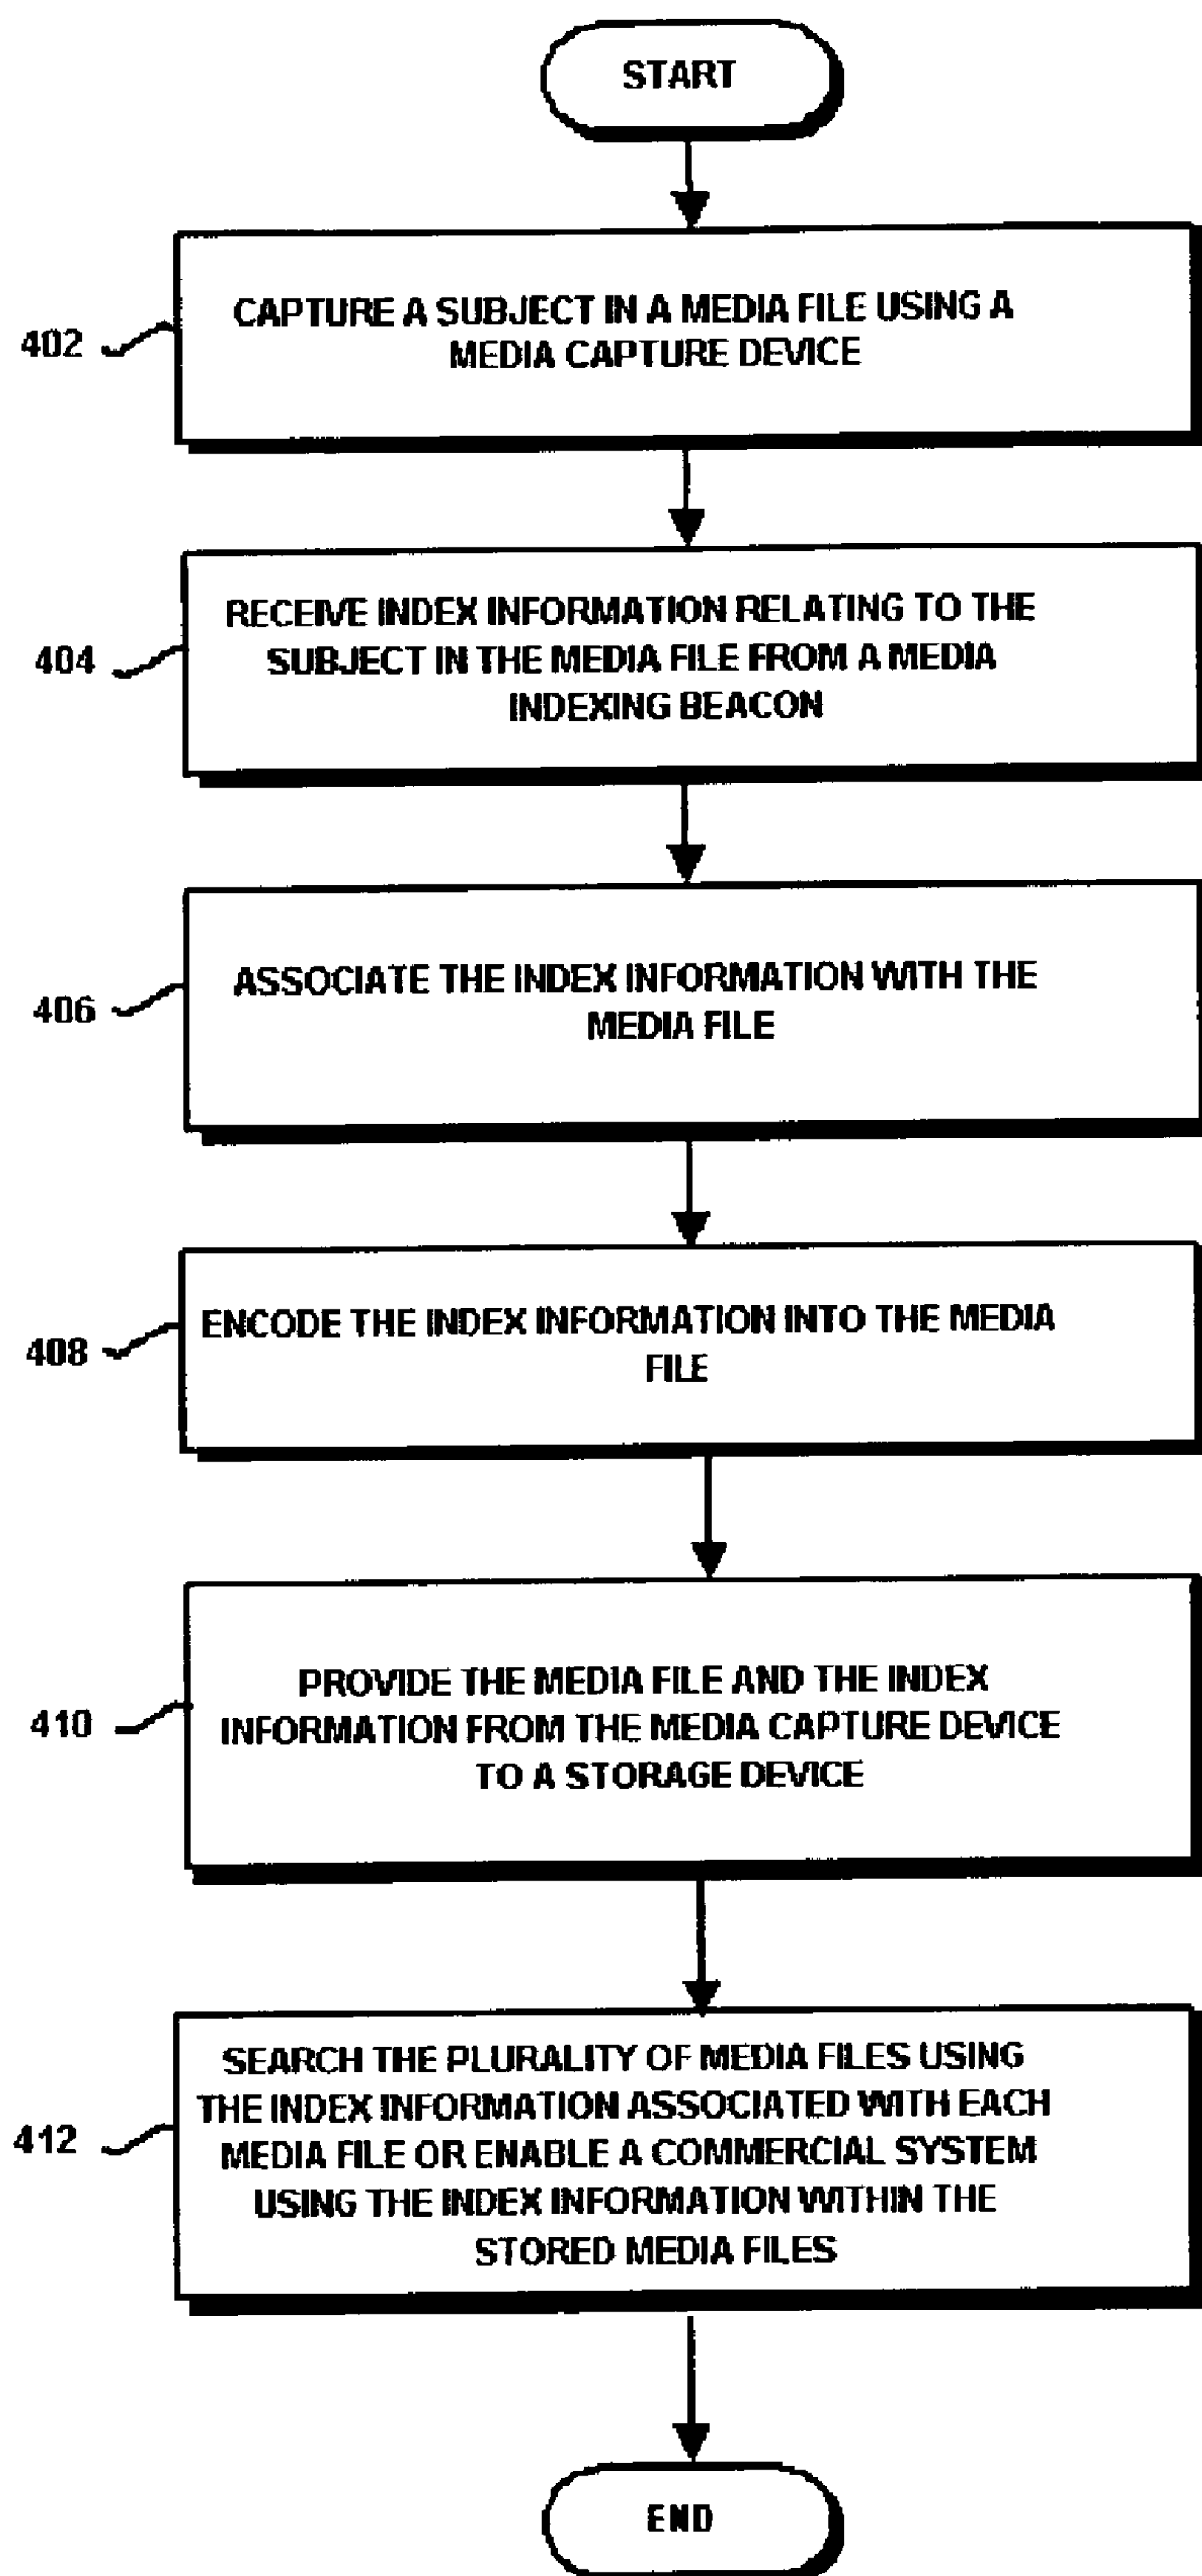 START
402
CAPTURE A SUBJECT IN A MEDIA FILE USING A
MEDIA CAPTURE DEVICE
404
RECEIVE INDEX INFORMATION RELATING TO THE
SUBJECT IN THE MEDIA FILE FROM A MEDIA
INDEXING BEACON
406
ASSOCIATE THE INDEX INFORMATION WITH THE
MEDIA FILE
408
ENCODE THE INDEX INFORMATION INTO THE MEDIA
FILE
410
PROVIDE THE MEDIA FILE AND THE INDEX
INFORMATION FROM THE MEDIA CAPTURE DEVICE
TO A STORAGE DEVICE
412
SEARCH THE PLURALITY OF MEDIA FILES USING
THE INDEX INFORMATION ASSOCIATED WITH EACH
MEDIA FILE OR ENABLE A COMMERCIAL SYSTEM
USING THE INDEX INFORMATION WITHIN THE
STORED MEDIA FILES
END